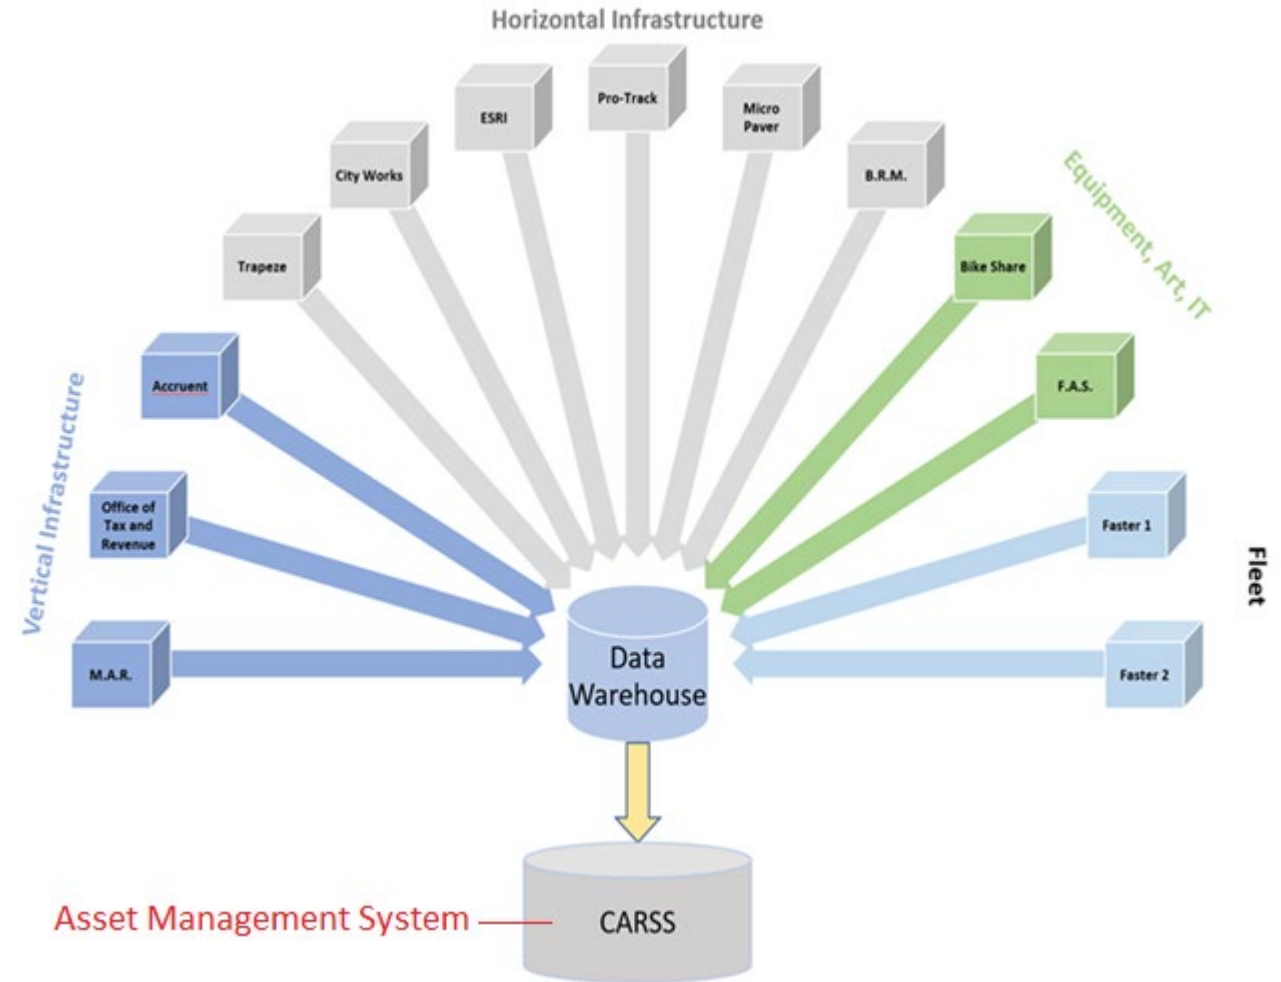 Horizontal Infrastructure
Pro-Track
ESRI
Micro
Paver
City Works
B.R.M.
Trapeze
Bike Share
Equipment, Art, IT
Accruent
F.A.S.
Vertical Infrastructure
Office of
Tax and
Revenue
Faster 1
Fleet
M.A.R.
Faster 2
Data
Warehouse
Asset Management System
CARSS